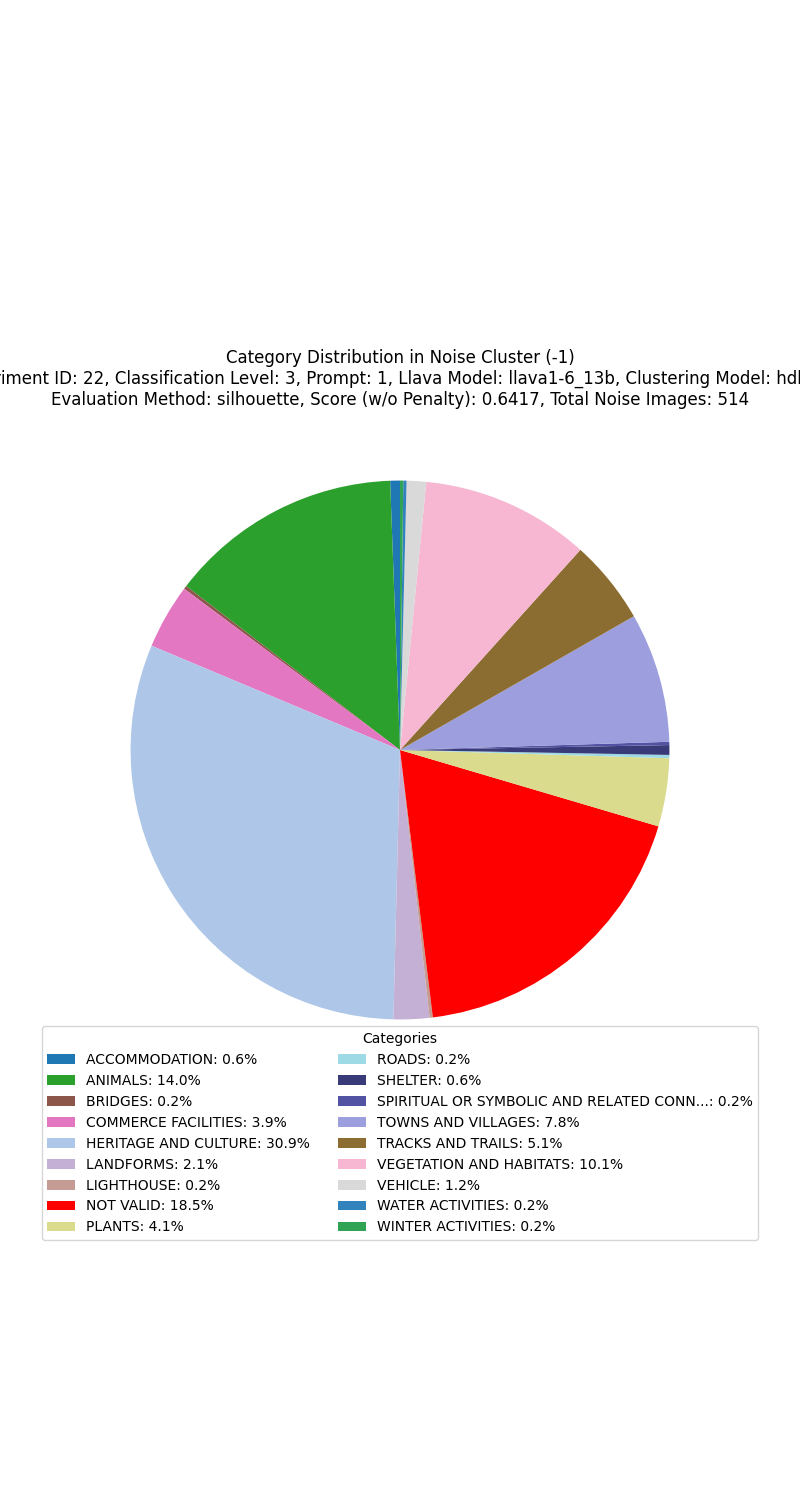 Category Distribution in Noise Cluster (-1)
iment ID: 22, Classification Level: 3, Prompt: 1, Llava Model: llava1-6_13b, Clustering Model: hd
Evaluation Method: silhouette, Score (w/o Penalty): 0.6417, Total Noise Images: 514
Categories
ACCOMMODATION: 0.6%
ANIMALS: 14.0%
BRIDGES: 0.2%
COMMERCE FACILITIES: 3.9%
HERITAGE AND CULTURE: 30.9%
LANDFORMS: 2.1%
LIGHTHOUSE: 0.2%
NOT VALID: 18.5%
PLANTS: 4.1%
ROADS: 0.2%
SHELTER: 0.6%
SPIRITUAL OR SYMBOLIC AND RELATED CONN...: 0.2%
TOWNS AND VILLAGES: 7.8%
TRACKS AND TRAILS: 5.1%
VEGETATION AND HABITATS: 10.1%
VEHICLE: 1.2%
WATER ACTIVITIES: 0.2%
WINTER ACTIVITIES: 0.2%